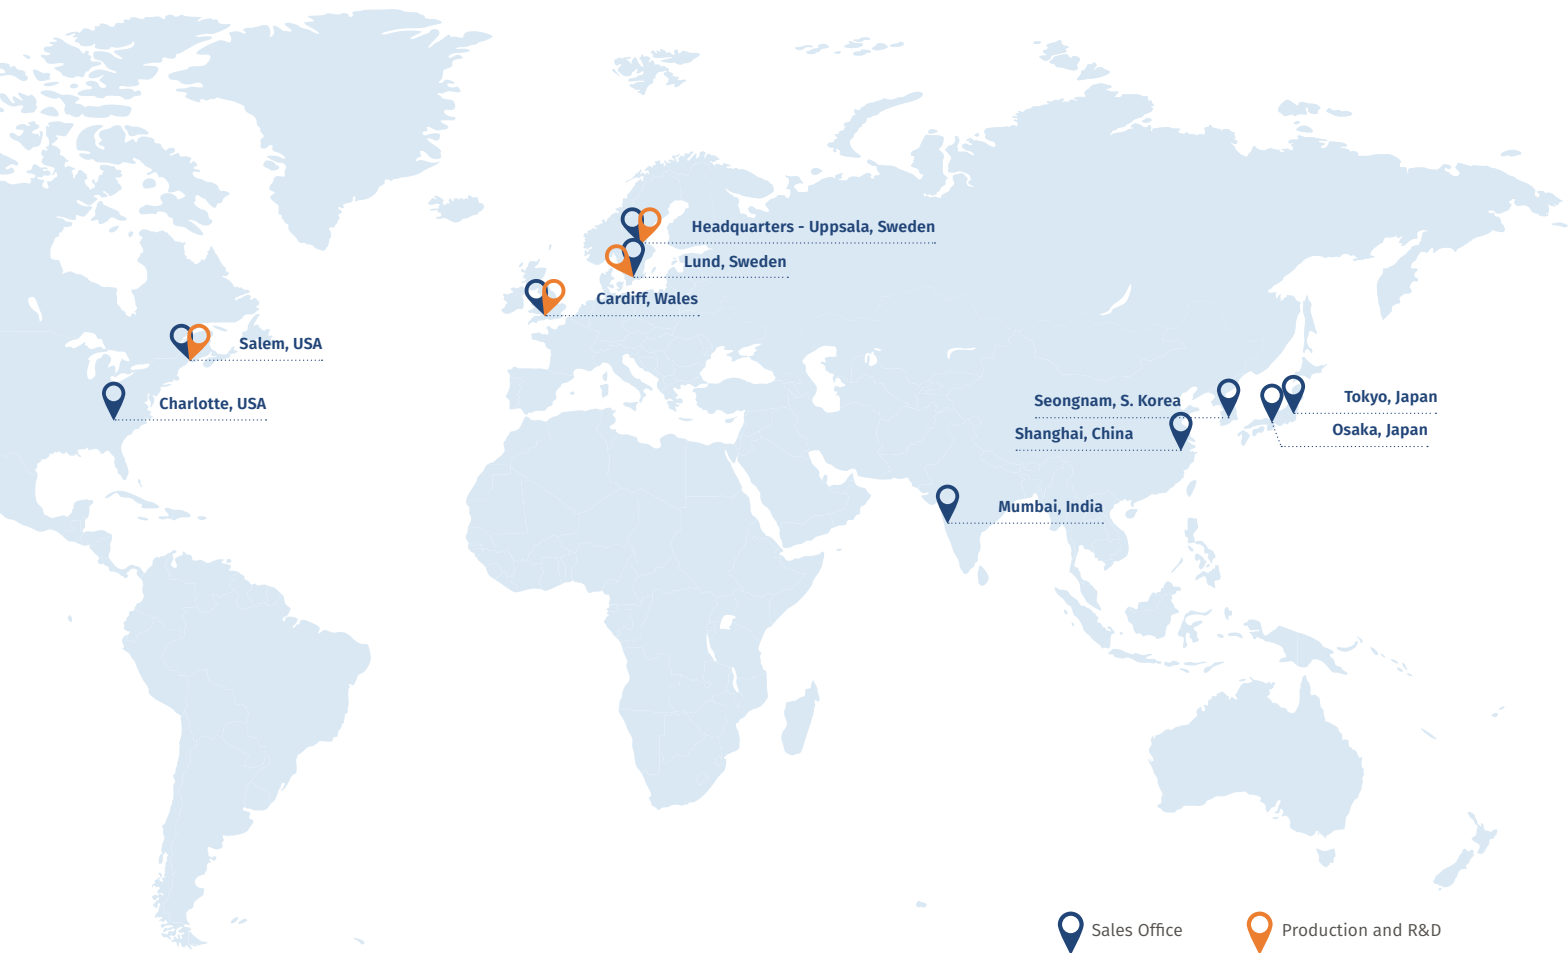 Headquarters - Uppsala, Sweden
Lund, Sweden
Cardiff, Wales
Salem, USA
Charlotte, USA
Seongnam, S. Korea
Tokyo, Japan
Shanghai, China
Osaka, Japan
Mumbai, India
Sales Office
Production and R&D